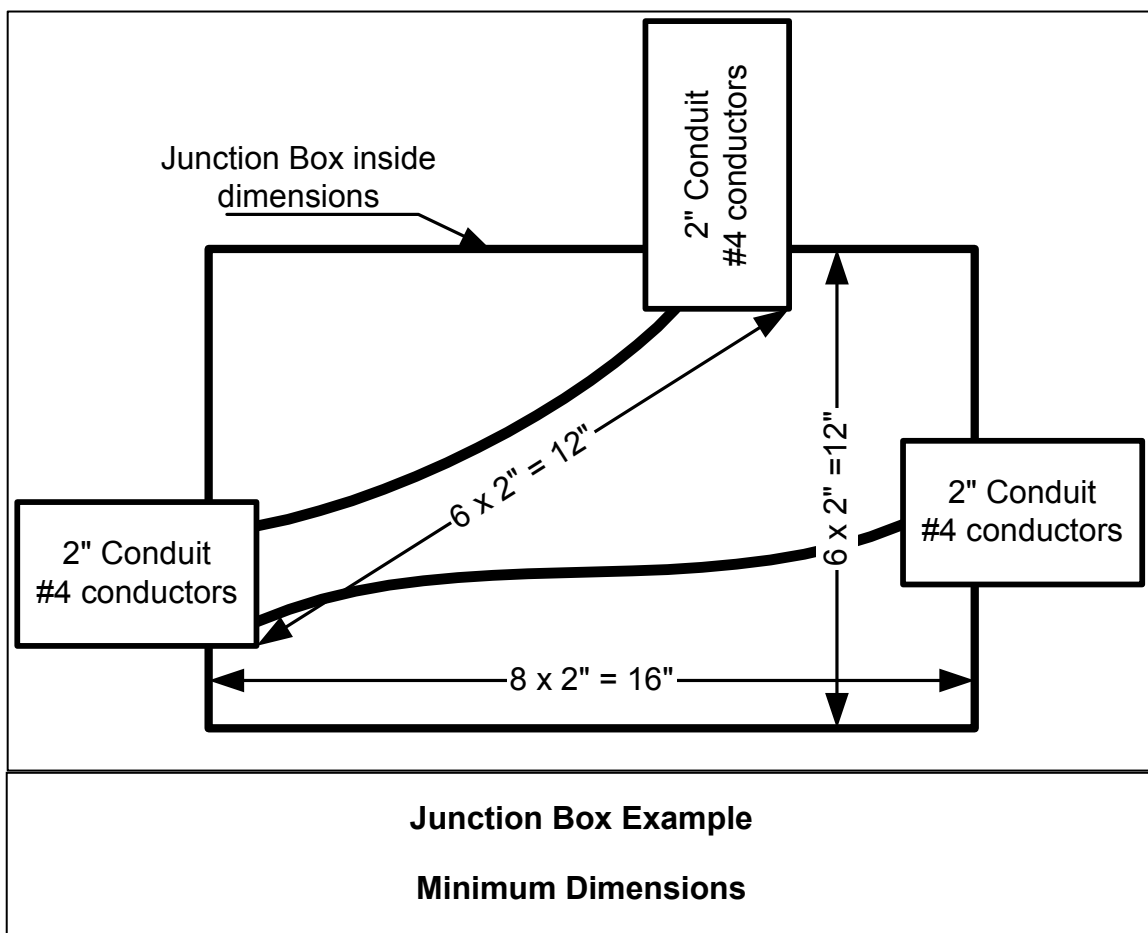 2" Conduit
#4 conductors
Junction Box inside
dimensions
6 x 2" = 12"
6 x 2" =12"
2" Conduit
#4 conductors
2" Conduit
#4 conductors
8 x 2" = 16"
Junction Box Example
Minimum Dimensions